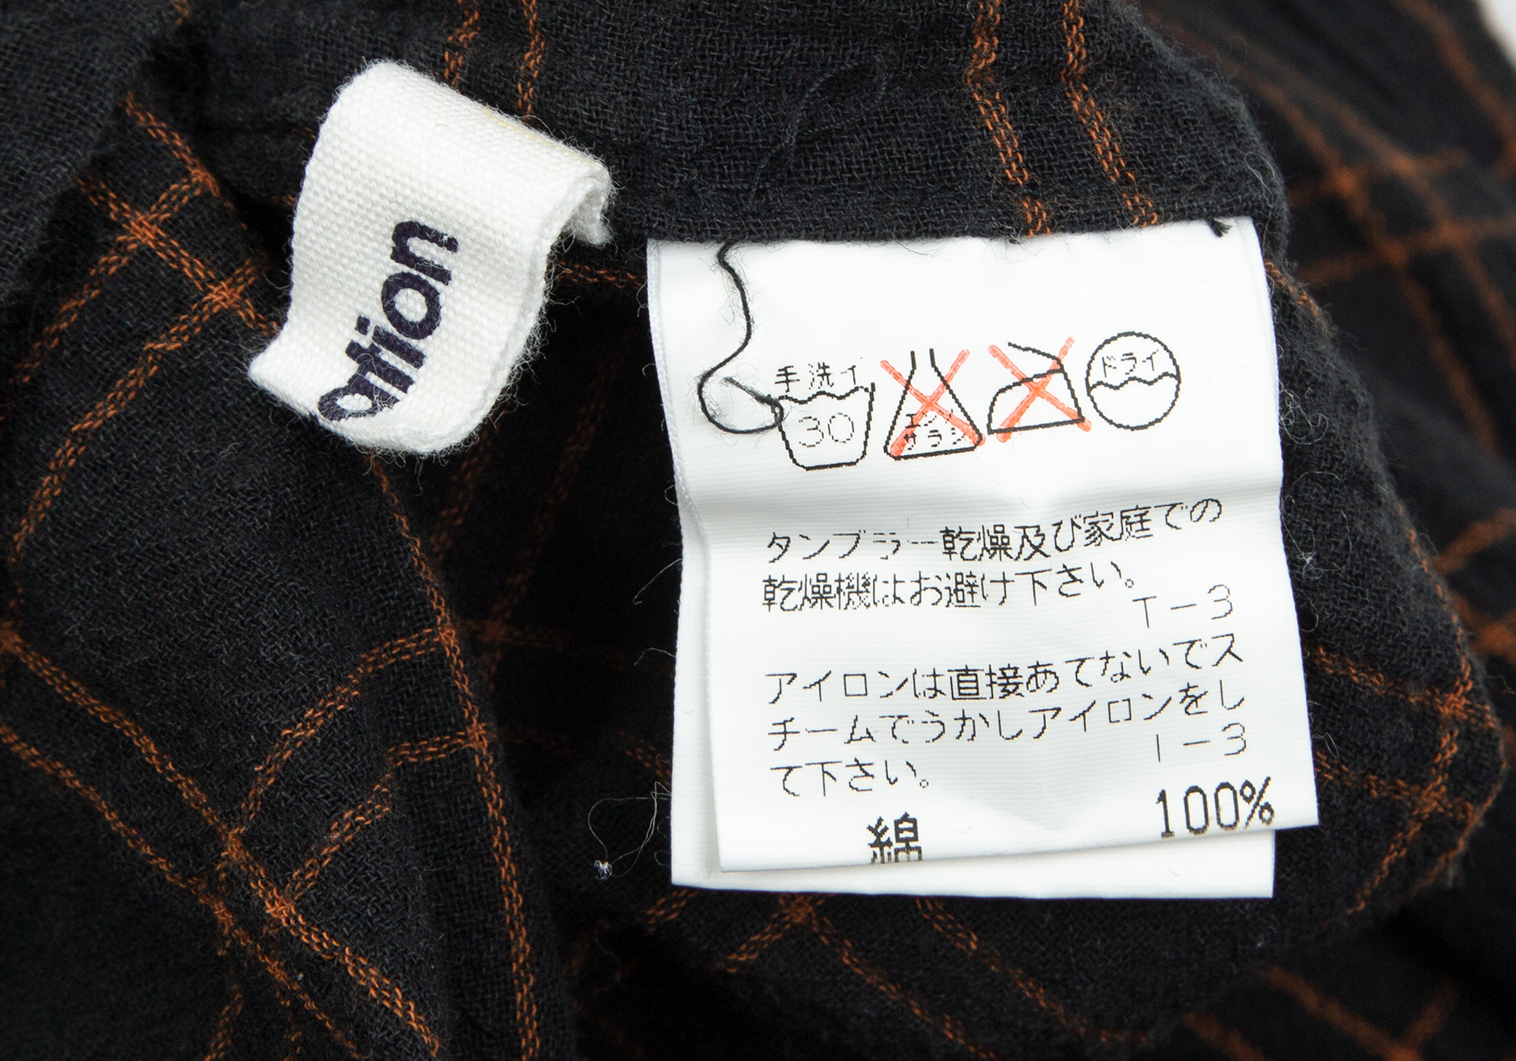 ation
手洗イ
30
エンソ
サラシ
ドライ
タンブラー乾燥及び家庭での
乾燥機はお避け下さい。
T-3
アイロンは直接あてないでス
チームでうかしアイロンをし
て下さい。
I-3
綿 100%